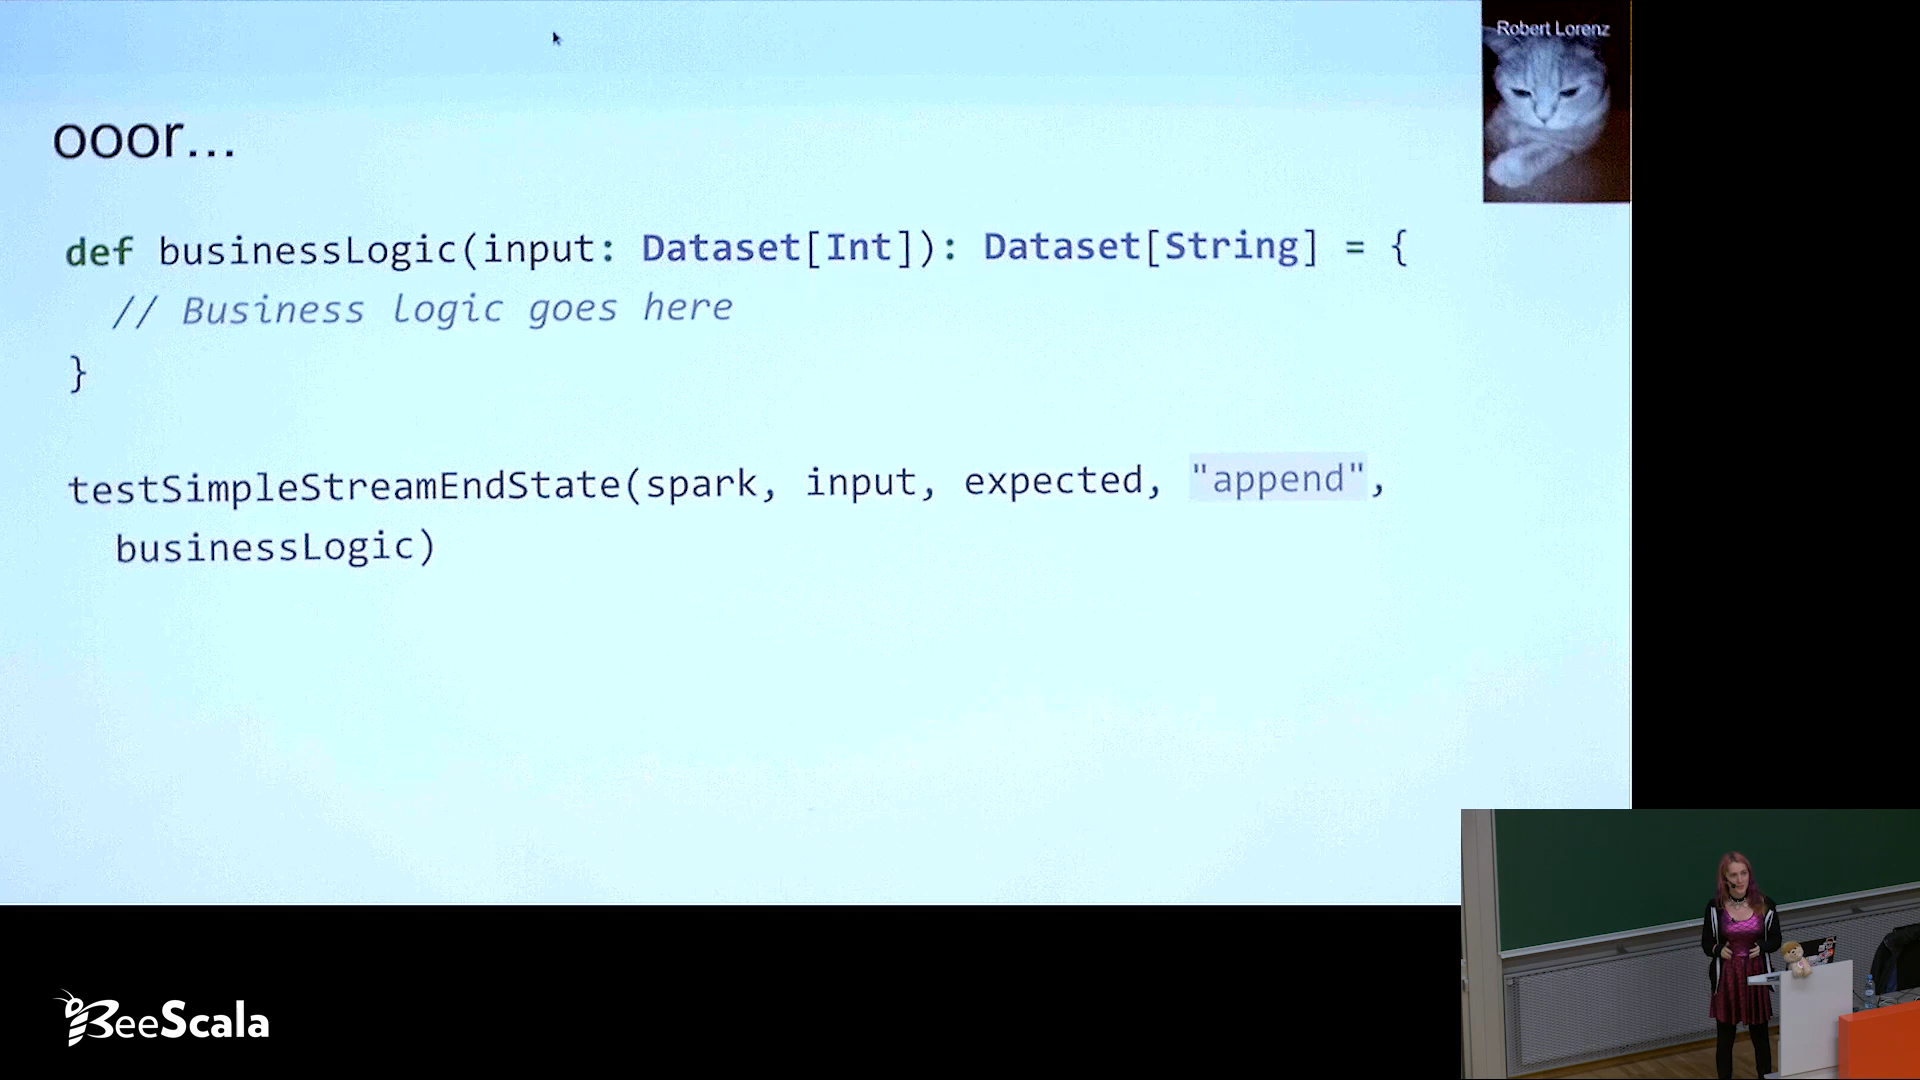 Robert Lorenz
ooor...
def businessLogic(input: Dataset[Int]): Dataset[String] = {
// Business logic goes here
}
testSimpleStreamEndState(spark, input, expected, "append",
businessLogic)
BeeScala